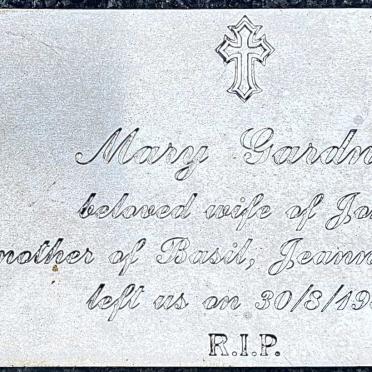 Mary Gardn
beloved wife of Jo
mother of Basil, Jeann
left us on 30/8/19
R.I.P.